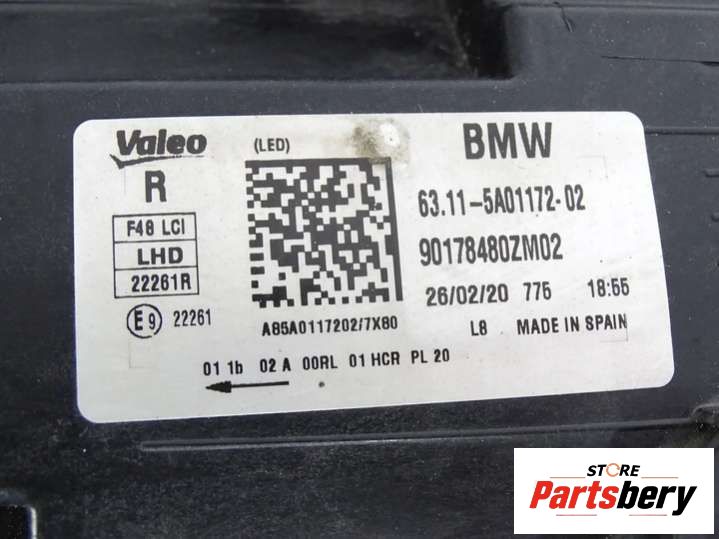 Valeo
(LED)
BMW
R
63.11-5A01172-02
F48 LCI
LHD
22261R
90178480ZM02
26/02/20 775 18:55
E9 22261
A85A0117202/7X80
L8 MADE IN SPAIN
01 1b 02 A 00RL 01 HCR PL 20
STORE
Partsbery